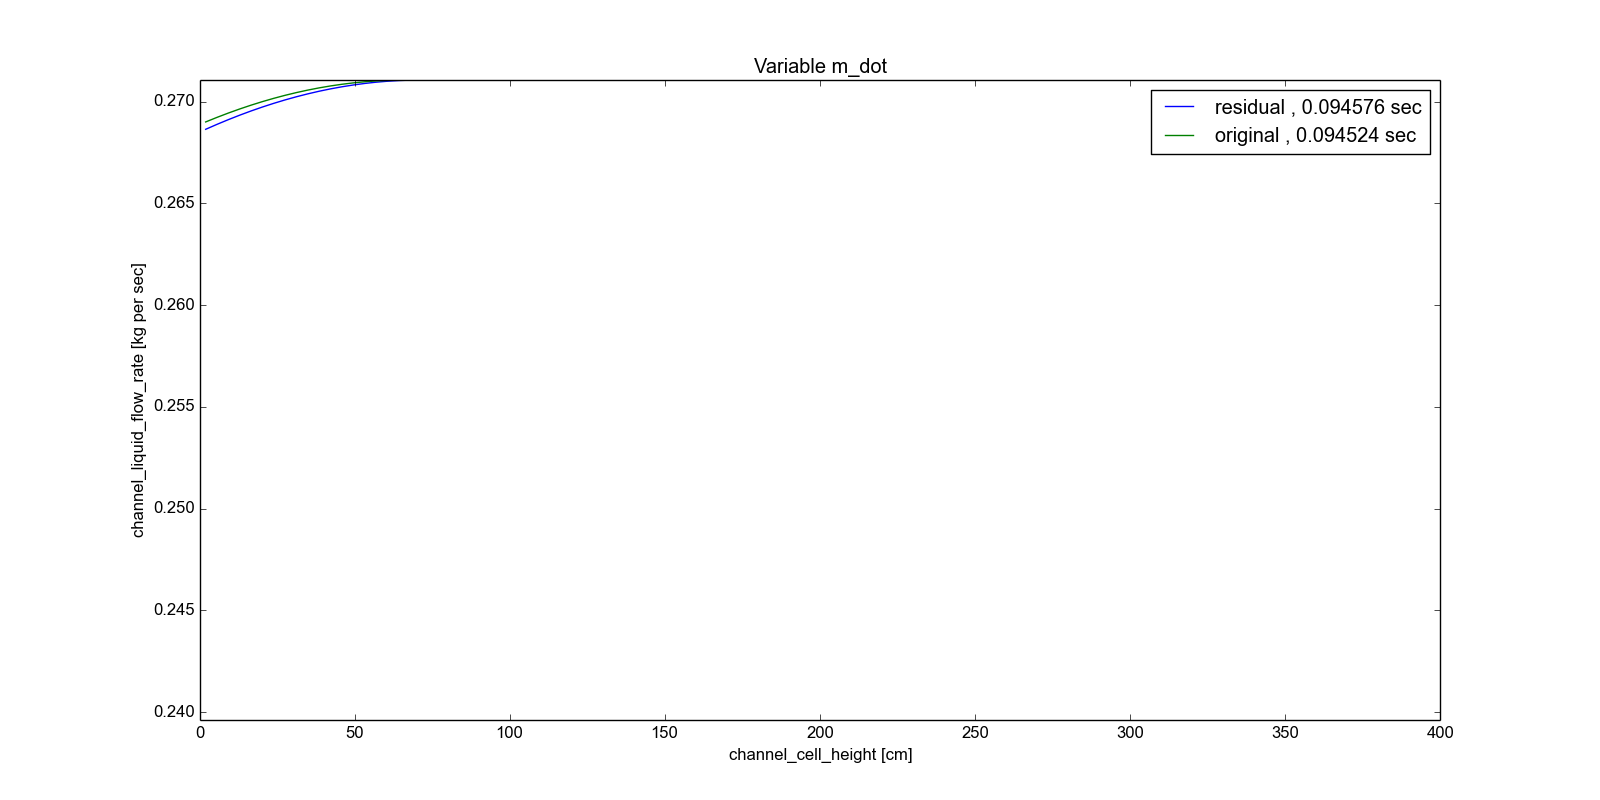 Variable m_dot
residual , 0.094576 sec
original , 0.094524 sec
channel_liquid_flow_rate [kg per sec]
0.270
0.265
0.260
0.255
0.250
0.245
0.240
0 50 100 150 200 250 300 350 400
channel_cell_height [cm]